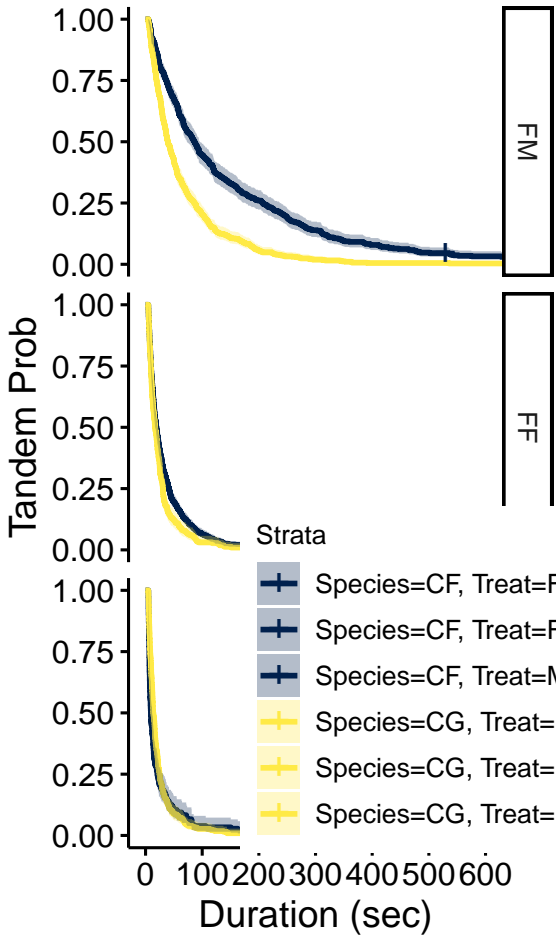 1.00
0.75
0.50
0.25
0.00
FM
1.00
0.75
0.50
0.25
0.00
FF
Tandem Prob
1.00
0.75
0.50
0.25
0.00
Strata
Species=CF, Treat=F
Species=CF, Treat=F
Species=CF, Treat=M
Species=CG, Treat=
Species=CG, Treat=
Species=CG, Treat=
0 100 200 300 400 500 600
Duration (sec)